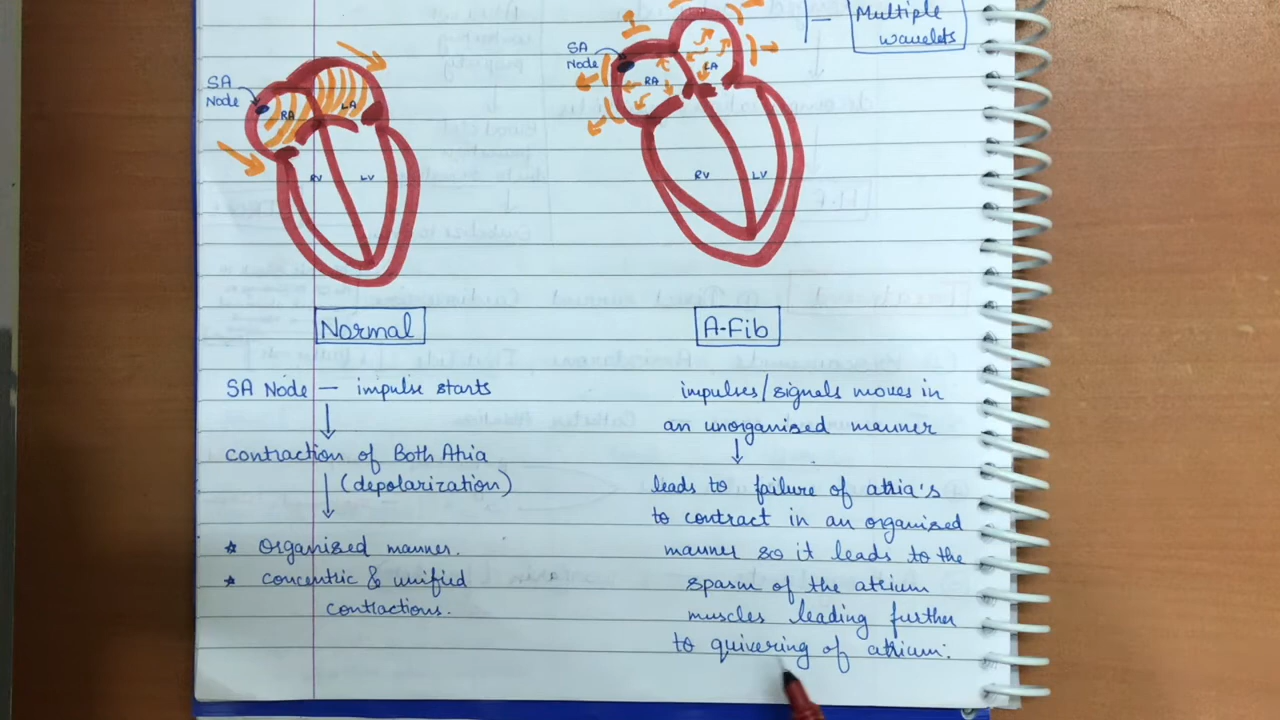 Multiple
wavelets
SA
Node
RA
LA
RV
LV
SA
Node
RA
LA
RV
LV
Normal
SA Node — impulse starts
contraction of Both Atria
(depolarization)
* organised manner.
* concentric & unified
contractions.
A-Fib
impulses/signals moves in
an unorganised manner
leads to failure of atria's
to contract in an organised
manner so it leads to the
spasm of the atrium
muscles leading further
to quivering of atrium.